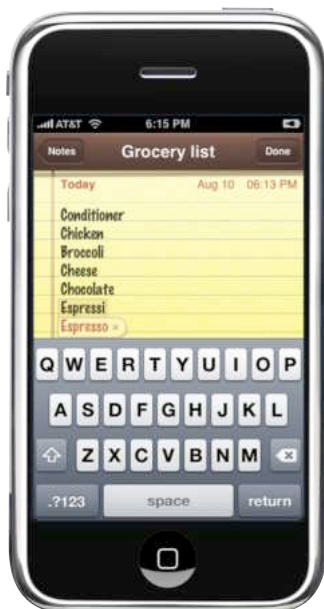 AT&T 6:15 PM
Notes Grocery list Done
Today Aug 10 06:13 PM
Conditioner
Chicken
Broccoli
Cheese
Chocolate
Espressi
Espresso ×
Q W E R T Y U I O P
A S D F G H J K L
Z X C V B N M
.?123 space return